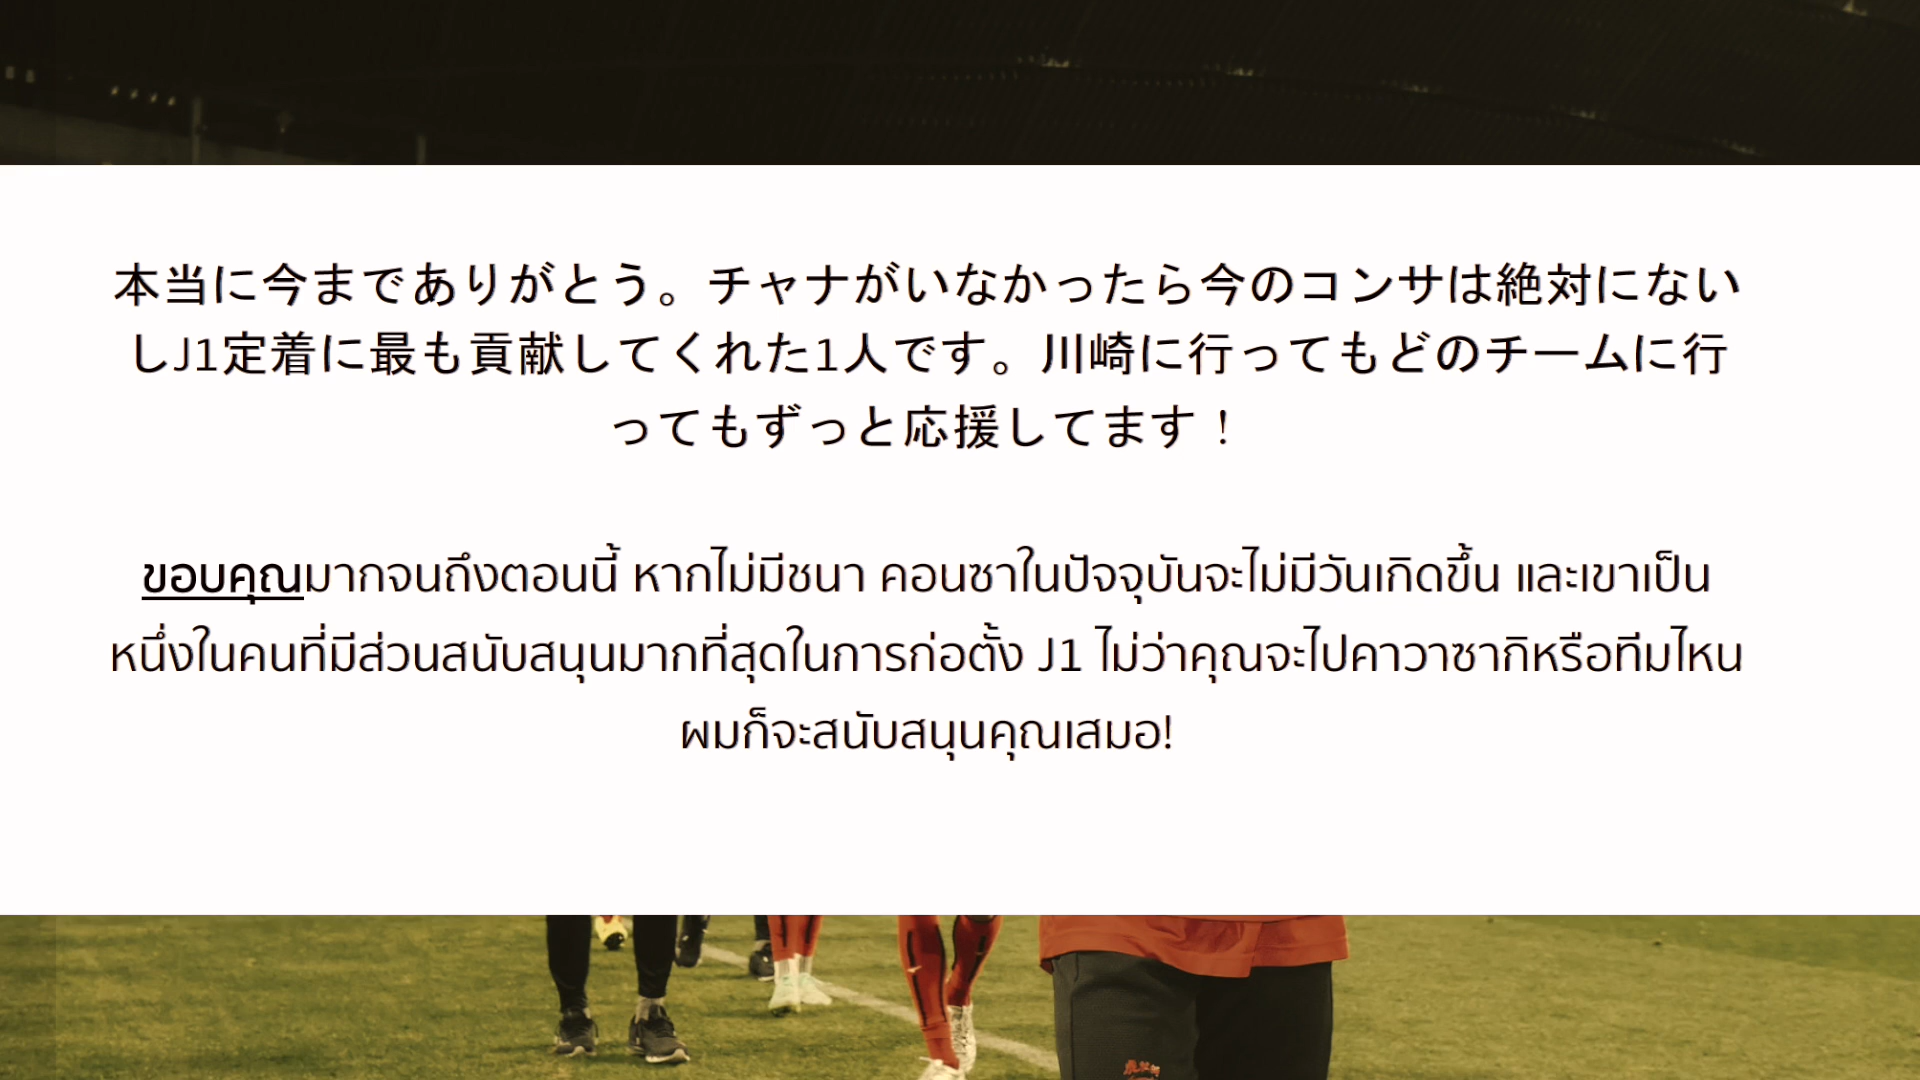 本当に今までありがとう。チャナがいなかったら今のコンサは絶対にない
しJ1定着に最も貢献してくれた1人です。川崎に行ってもどのチームに行
ってもずっと応援してます！
ขอบคุณมากจนถึงตอนนี้ หากไม่มีชนา คอนซาในปัจจุบันจะไม่มีวันเกิดขึ้น และเขาเป็น
หนึ่งในคนที่มีส่วนสนับสนุนมากที่สุดในการก่อตั้ง J1 ไม่ว่าคุณจะไปคาวาซากิหรือทีมไหน
ผมก็จะสนับสนุนคุณเสมอ!